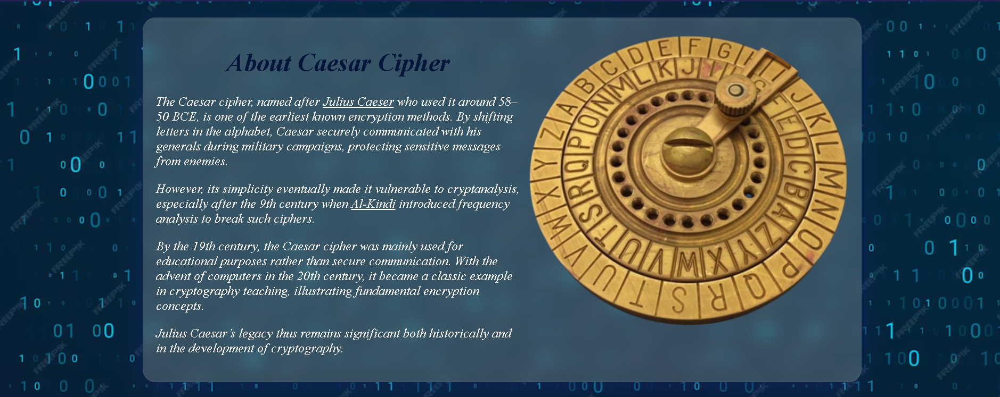 About Caesar Cipher
The Caesar cipher, named after Julius Caeser who used it around 58–
50 BCE, is one of the earliest known encryption methods. By shifting
letters in the alphabet, Caesar securely communicated with his
generals during military campaigns, protecting sensitive messages
from enemies.
However, its simplicity eventually made it vulnerable to cryptanalysis,
especially after the 9th century when Al-Kindi introduced frequency
analysis to break such ciphers.
By the 19th century, the Caesar cipher was mainly used for
educational purposes rather than secure communication. With the
advent of computers in the 20th century, it became a classic example
in cryptography teaching, illustrating fundamental encryption
concepts.
Julius Caesar’s legacy thus remains significant both historically and
in the development of cryptography.
A B C D E F G H I J K L M N O P Q R S T U V W X Y Z
FREEPIK